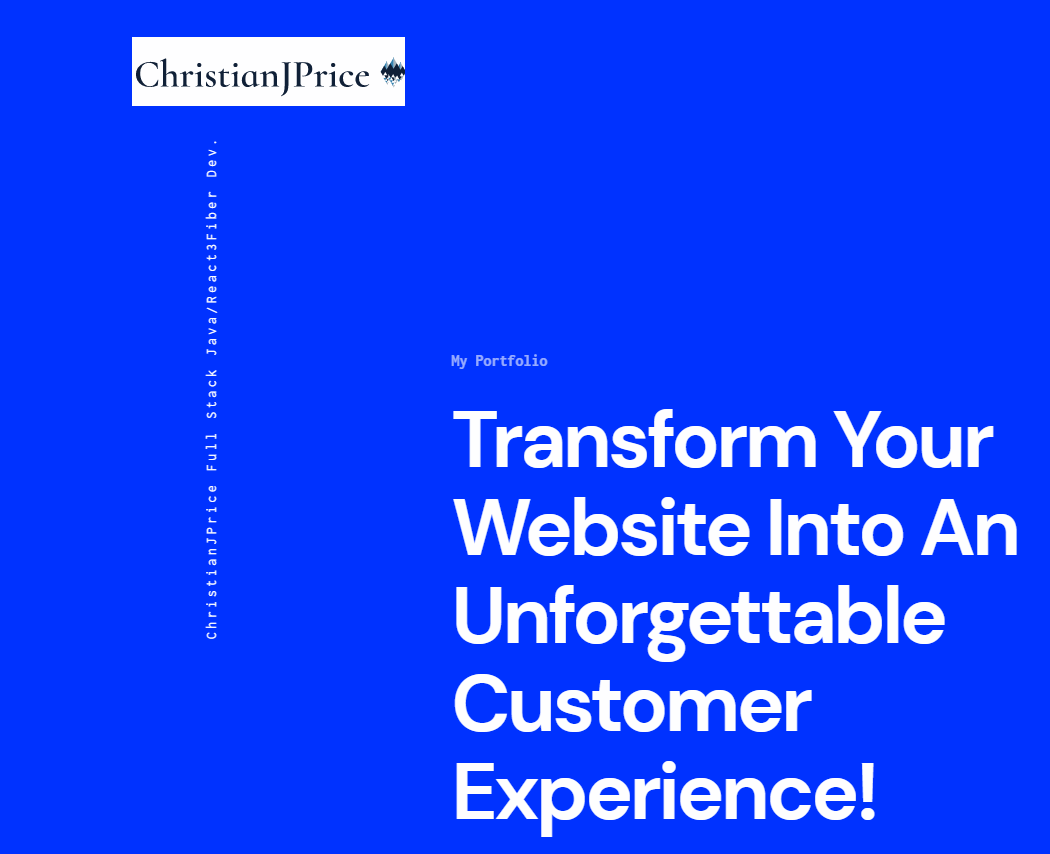 ChristianJPrice
ChristianJPrice Full Stack Java/React3Fiber Dev.
My Portfolio
Transform Your
Website Into An
Unforgettable
Customer
Experience!